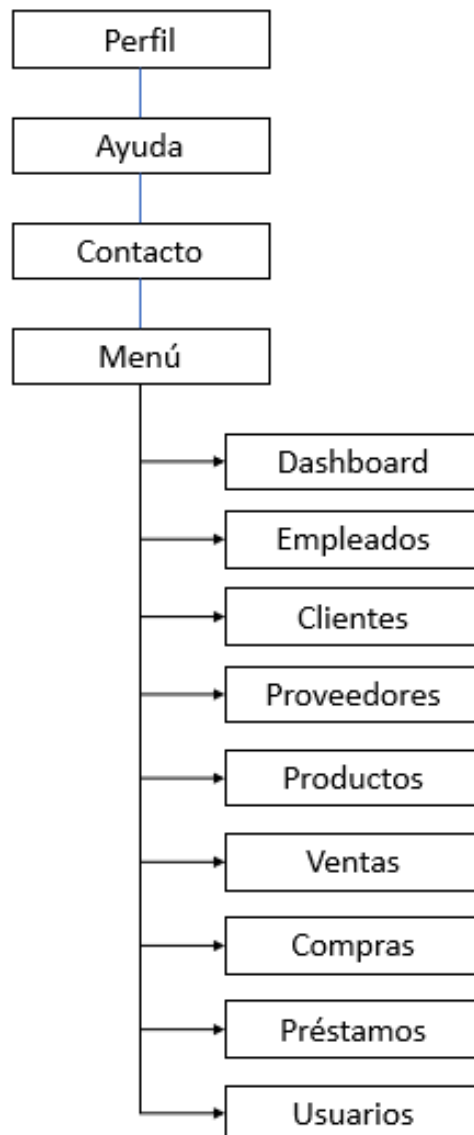 Perfil
Ayuda
Contacto
Menú
Dashboard
Empleados
Clientes
Proveedores
Productos
Ventas
Compras
Préstamos
Usuarios